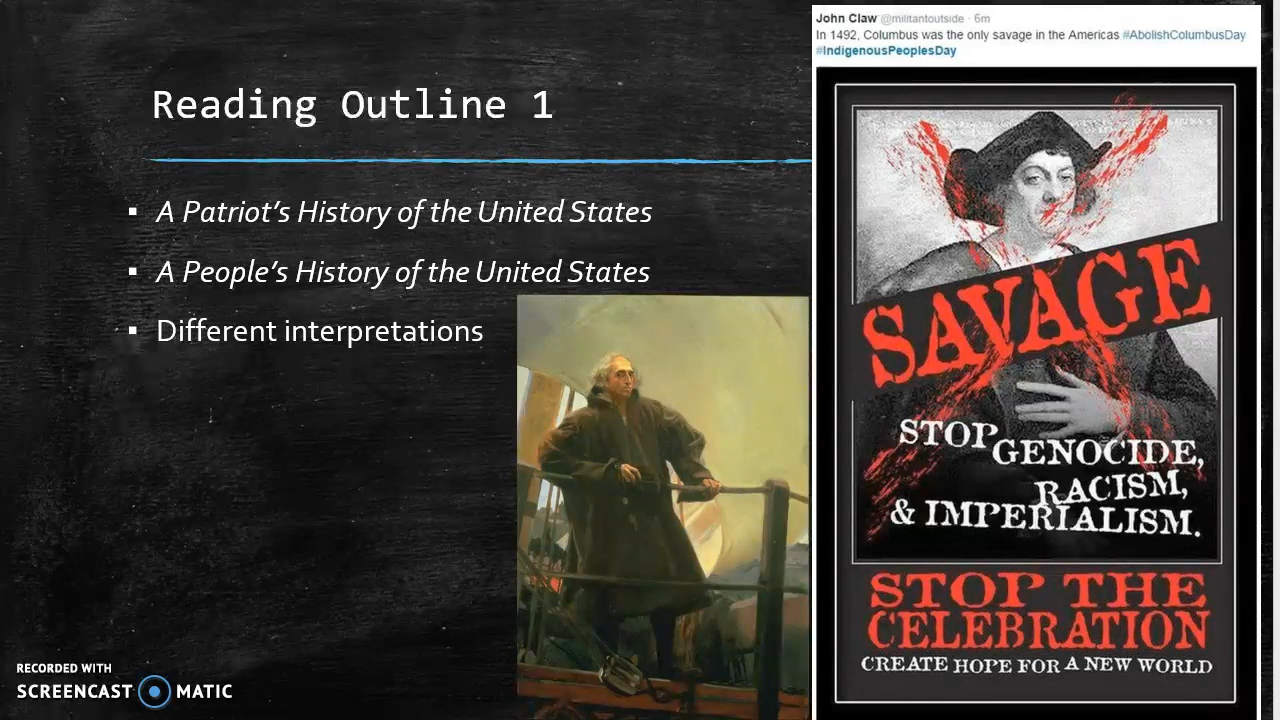 Reading Outline 1
▪ A Patriot's History of the United States
▪ A People's History of the United States
▪ Different interpretations
RECORDED WITH
SCREENCAST MATIC
John Claw @militantoutside · 6m
In 1492, Columbus was the only savage in the Americas #AbolishColumbusDay
#IndigenousPeoplesDay
SAVAGE
STOP GENOCIDE,
RACISM,
& IMPERIALISM.
STOP THE
CELEBRATION
CREATE HOPE FOR A NEW WORLD